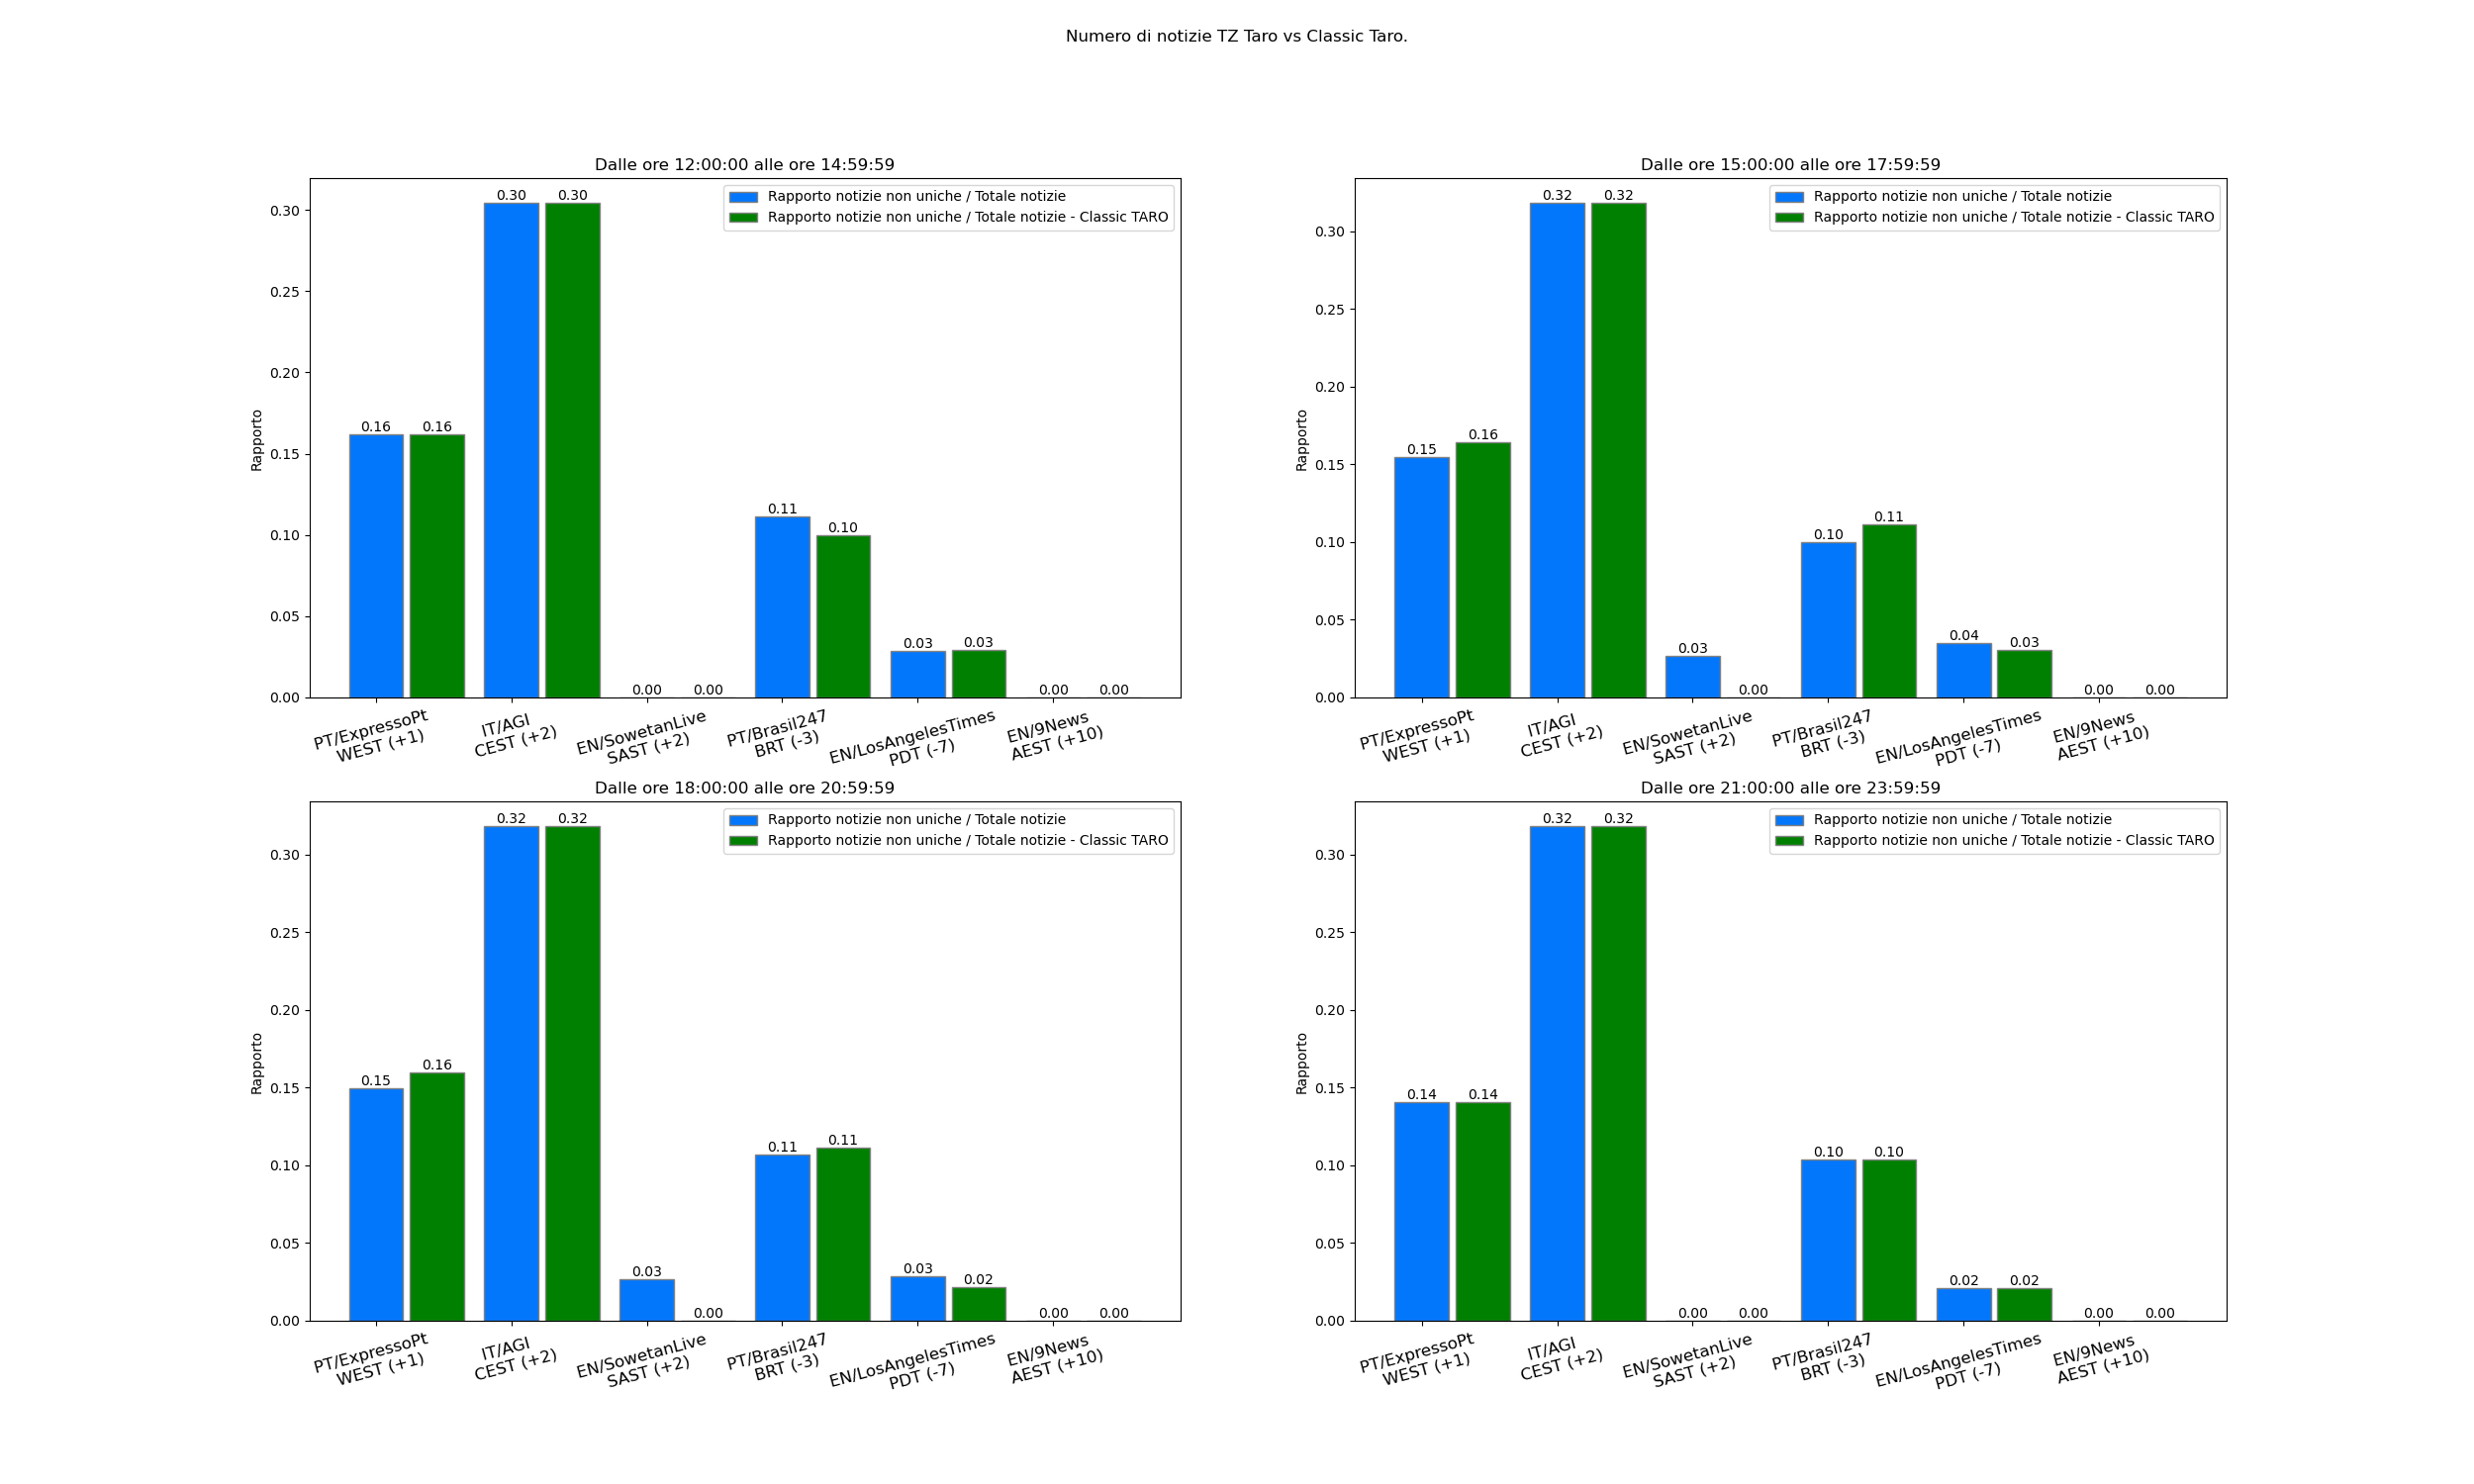 Numero di notizie TZ Taro vs Classic Taro.
Dalle ore 12:00:00 alle ore 14:59:59
Rapporto notizie non uniche / Totale notizie
Rapporto notizie non uniche / Totale notizie - Classic TARO
Rapporto
0.30
0.25
0.20
0.15
0.10
0.05
0.00
0.16
0.16
0.30
0.30
0.00
0.00
0.11
0.10
0.03
0.03
0.00
0.00
PT/ExpressoPt
WEST (+1)
IT/AGI
CEST (+2)
EN/SowetanLive
SAST (+2)
PT/Brasil247
BRT (-3)
EN/LosAngelesTimes
PDT (-7)
EN/9News
AEST (+10)
Dalle ore 15:00:00 alle ore 17:59:59
Rapporto notizie non uniche / Totale notizie
Rapporto notizie non uniche / Totale notizie - Classic TARO
Rapporto
0.30
0.25
0.20
0.15
0.10
0.05
0.00
0.15
0.16
0.32
0.32
0.03
0.00
0.10
0.11
0.04
0.03
0.00
0.00
PT/ExpressoPt
WEST (+1)
IT/AGI
CEST (+2)
EN/SowetanLive
SAST (+2)
PT/Brasil247
BRT (-3)
EN/LosAngelesTimes
PDT (-7)
EN/9News
AEST (+10)
Dalle ore 18:00:00 alle ore 20:59:59
Rapporto notizie non uniche / Totale notizie
Rapporto notizie non uniche / Totale notizie - Classic TARO
Rapporto
0.30
0.25
0.20
0.15
0.10
0.05
0.00
0.15
0.16
0.32
0.32
0.03
0.00
0.11
0.11
0.03
0.02
0.00
0.00
PT/ExpressoPt
WEST (+1)
IT/AGI
CEST (+2)
EN/SowetanLive
SAST (+2)
PT/Brasil247
BRT (-3)
EN/LosAngelesTimes
PDT (-7)
EN/9News
AEST (+10)
Dalle ore 21:00:00 alle ore 23:59:59
Rapporto notizie non uniche / Totale notizie
Rapporto notizie non uniche / Totale notizie - Classic TARO
Rapporto
0.30
0.25
0.20
0.15
0.10
0.05
0.00
0.14
0.14
0.32
0.32
0.00
0.00
0.10
0.10
0.02
0.02
0.00
0.00
PT/ExpressoPt
WEST (+1)
IT/AGI
CEST (+2)
EN/SowetanLive
SAST (+2)
PT/Brasil247
BRT (-3)
EN/LosAngelesTimes
PDT (-7)
EN/9News
AEST (+10)